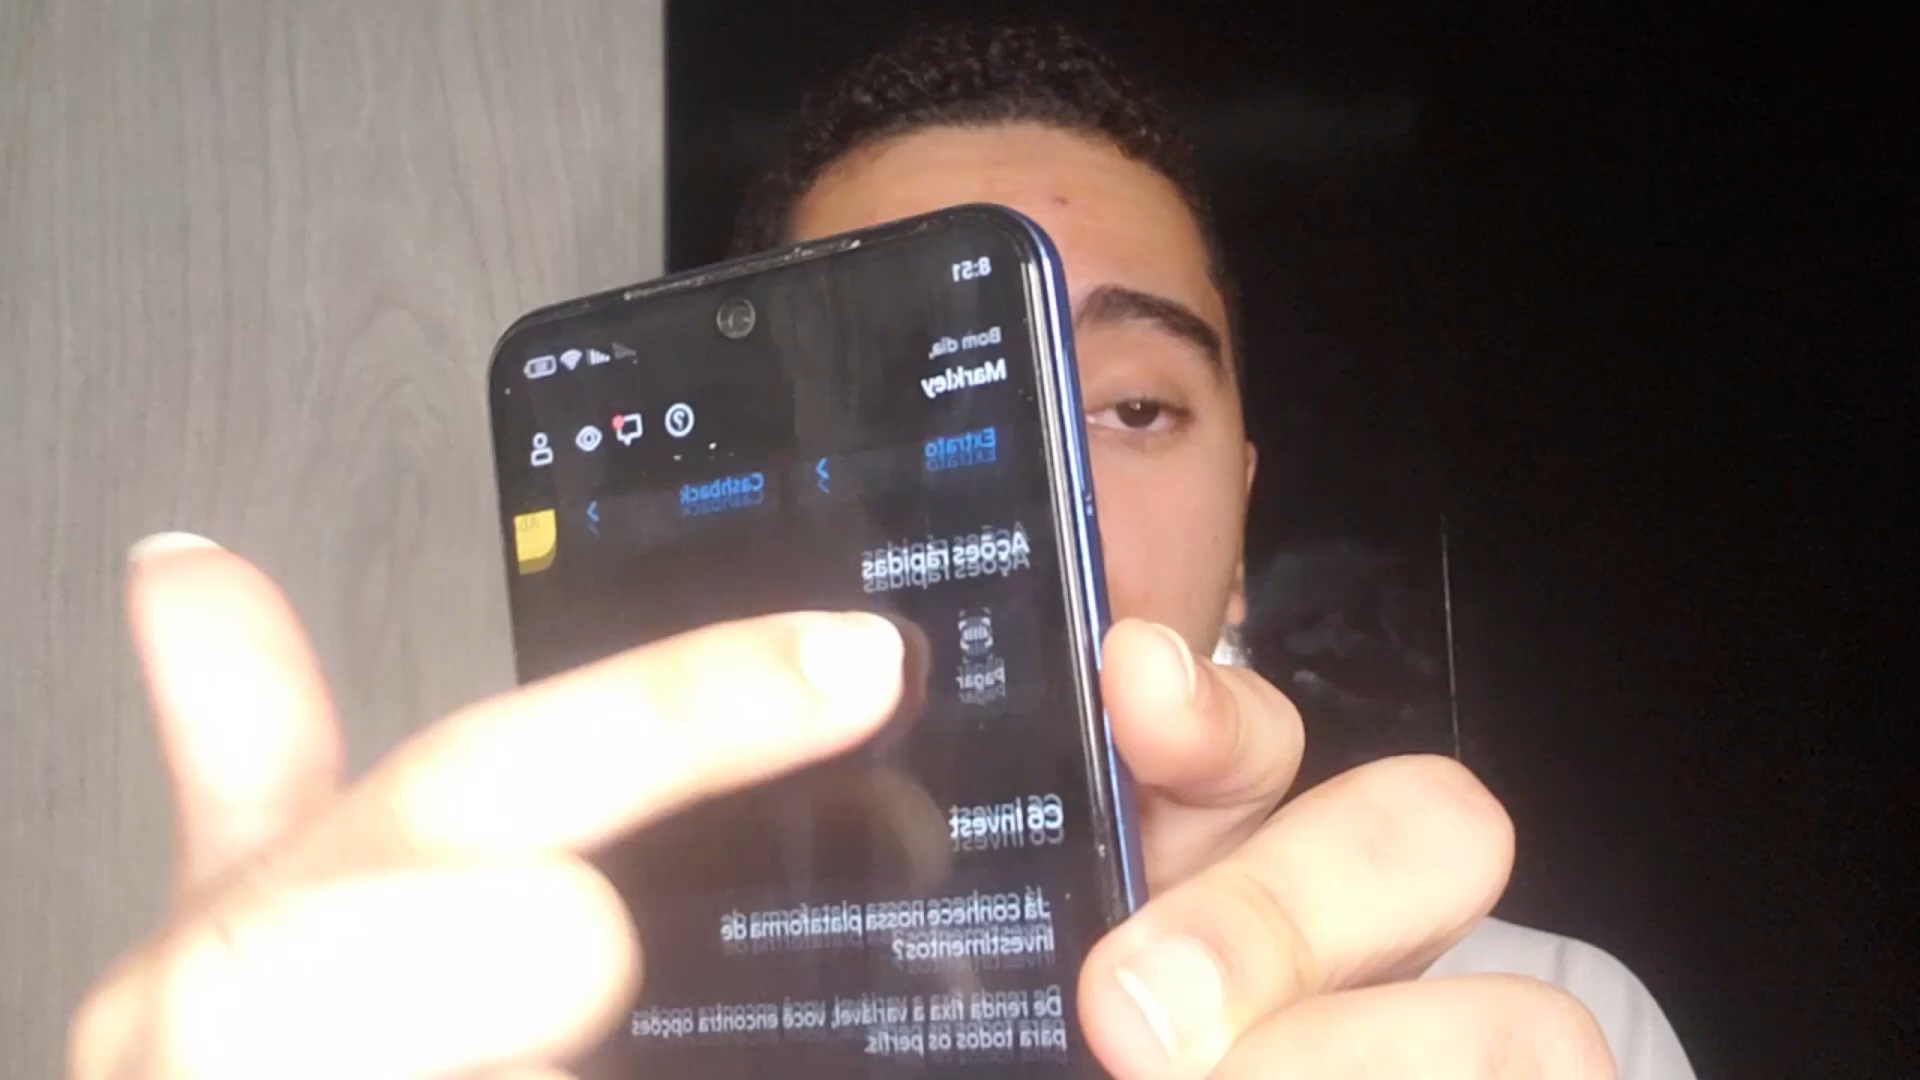 8:51
Bom dia,
Markley
Extrato
Cashback
Ações rápidas
Pagar
C6 Invest
Já conhece nossa plataforma de
investimentos?
De renda fixa a variável, você encontra opções
para todos os perfis.